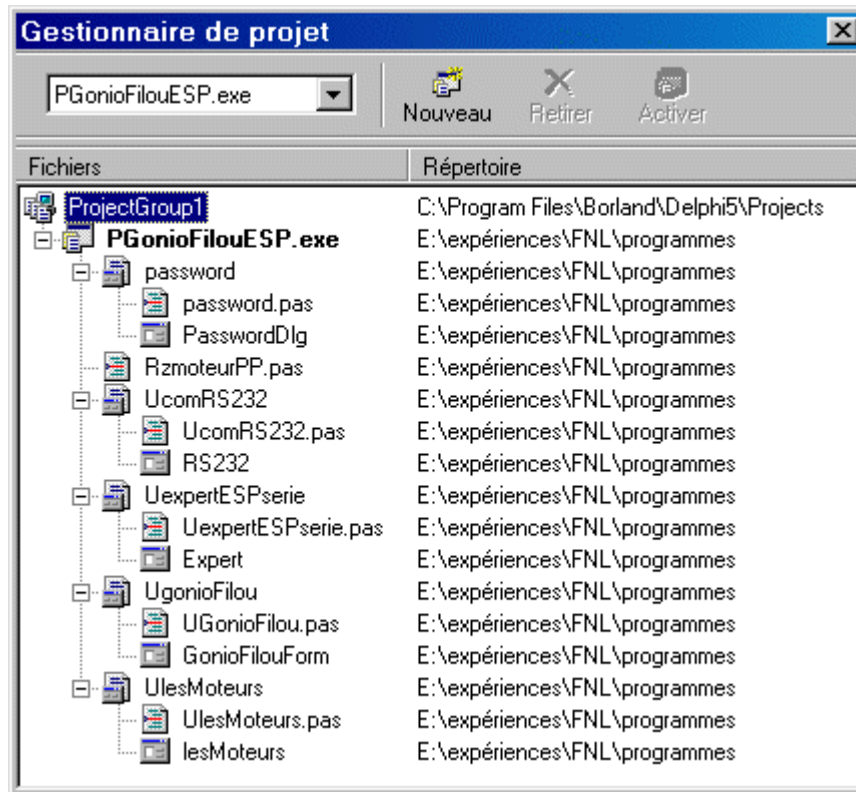 Gestionnaire de projet
PGonioFilouESP.exe
Nouveau Retirer Activer
Fichiers Répertoire
ProjectGroup1 C:\Program Files\Borland\Delphi5\Projects
PGonioFilouESP.exe E:\expériences\FNL\programmes
password E:\expériences\FNL\programmes
password.pas E:\expériences\FNL\programmes
PasswordDlg E:\expériences\FNL\programmes
RzmoteurPP.pas E:\expériences\FNL\programmes
UcomRS232 E:\expériences\FNL\programmes
UcomRS232.pas E:\expériences\FNL\programmes
RS232 E:\expériences\FNL\programmes
UexpertESPserie E:\expériences\FNL\programmes
UexpertESPserie.pas E:\expériences\FNL\programmes
Expert E:\expériences\FNL\programmes
UgonioFilou E:\expériences\FNL\programmes
UGonioFilou.pas E:\expériences\FNL\programmes
GonioFilouForm E:\expériences\FNL\programmes
UlesMoteurs E:\expériences\FNL\programmes
UlesMoteurs.pas E:\expériences\FNL\programmes
lesMoteurs E:\expériences\FNL\programmes